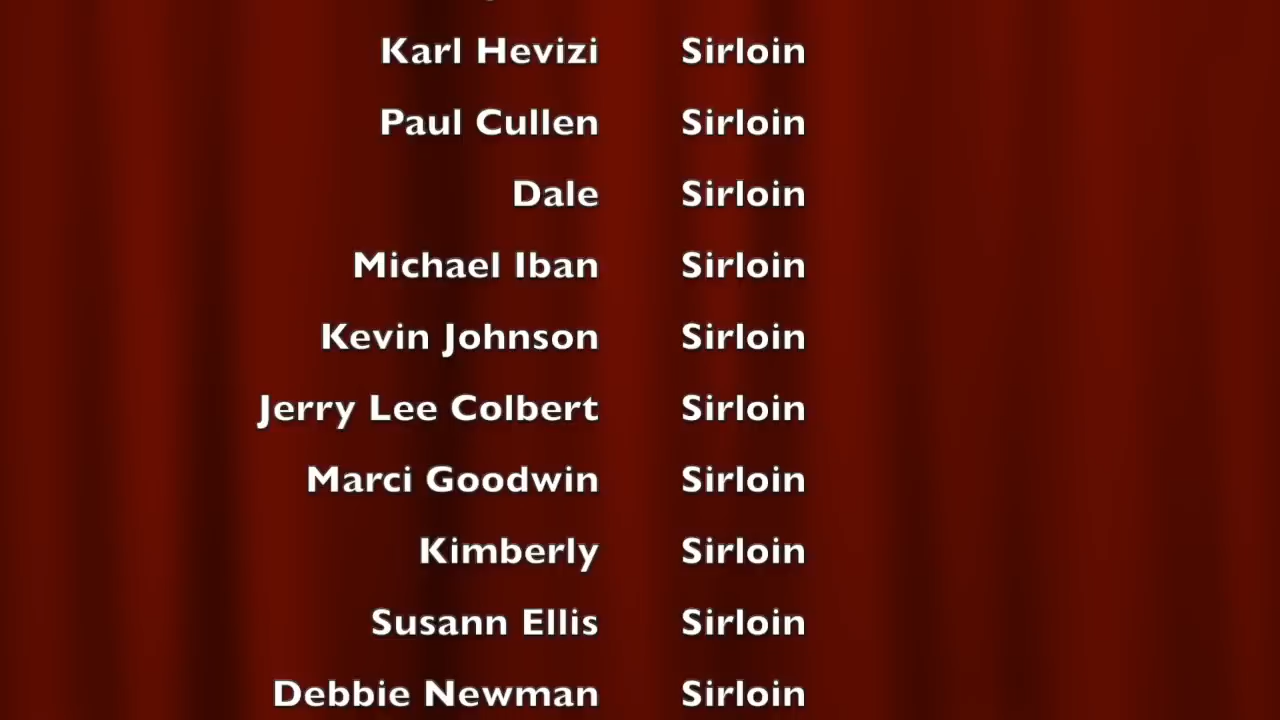 Karl Hevizi Sirloin
Paul Cullen Sirloin
Dale Sirloin
Michael Iban Sirloin
Kevin Johnson Sirloin
Jerry Lee Colbert Sirloin
Marci Goodwin Sirloin
Kimberly Sirloin
Susann Ellis Sirloin
Debbie Newman Sirloin